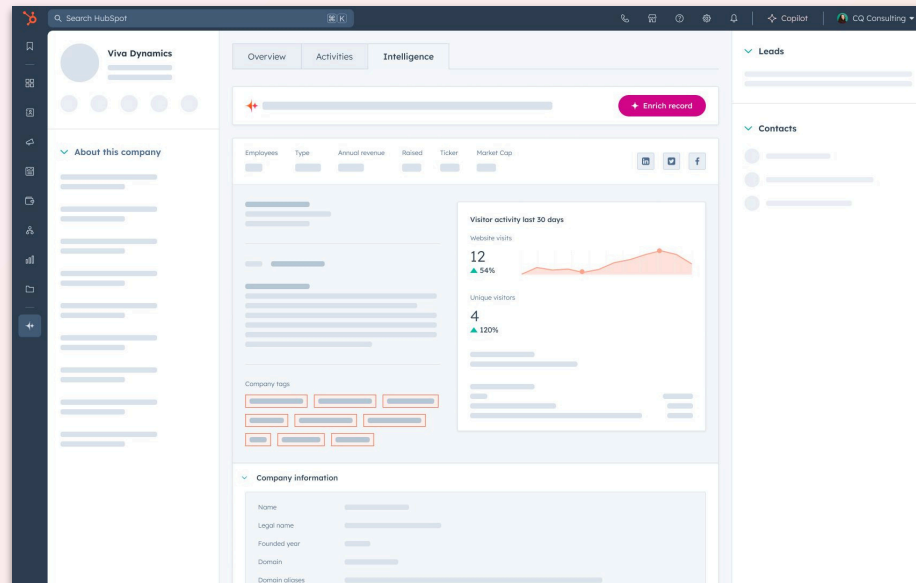 Search HubSpot ⌘ K
Copilot
CQ Consulting
Viva Dynamics
About this company
Overview Activities Intelligence
Enrich record
Employees Type Annual revenue Raised Ticker Market Cap
Visitor activity last 30 days
Website visits
12
54%
Unique visitors
4
120%
Company tags
Company information
Name
Legal name
Founded year
Domain
Domain aliases
Leads
Contacts